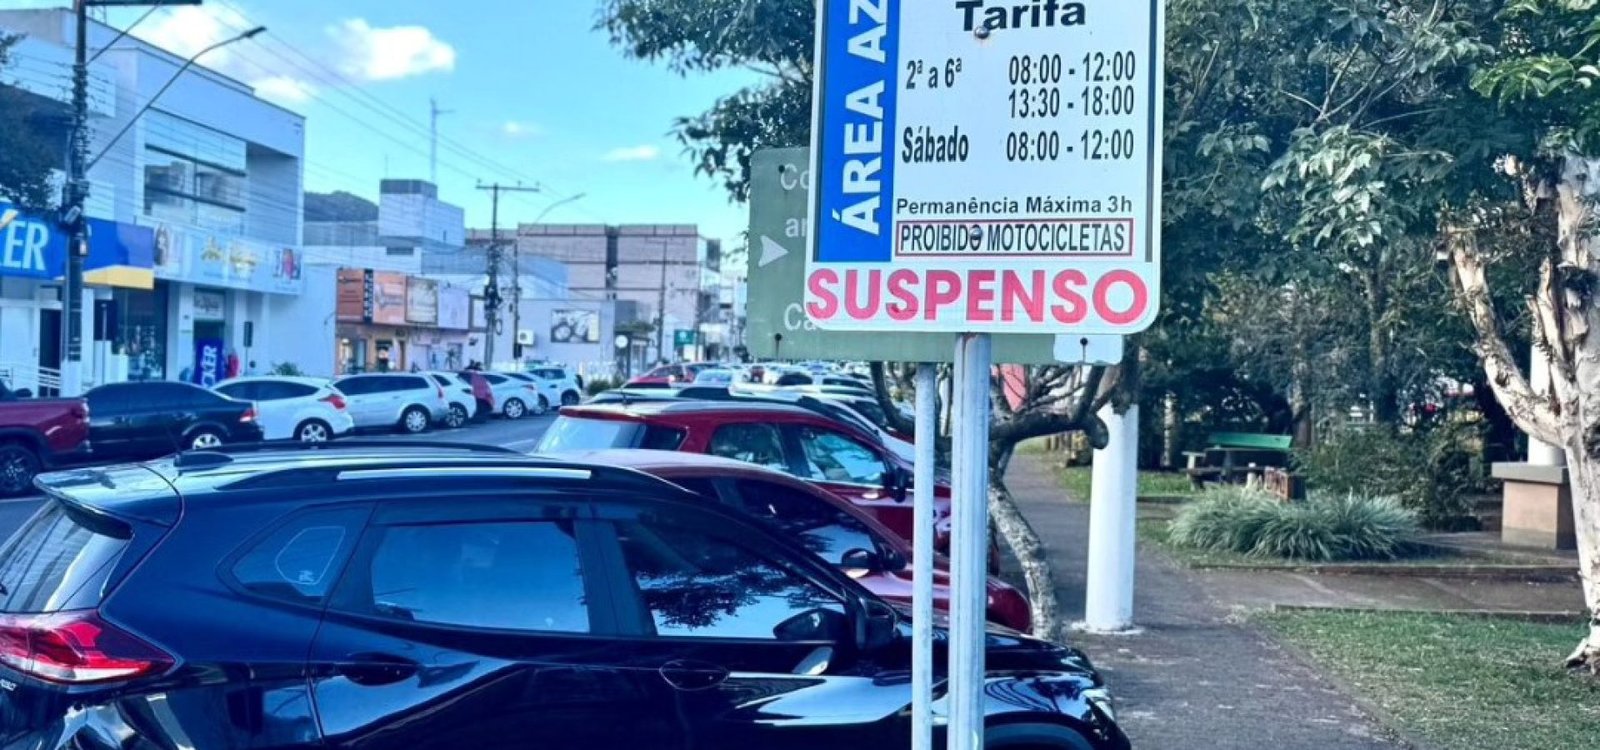 Tarifa
ÁREA AZ
2ª a 6ª 08:00 - 12:00
13:30 - 18:00
Sábado 08:00 - 12:00
Permanência Máxima 3h
PROIBIDO MOTOCICLETAS
SUSPENSO